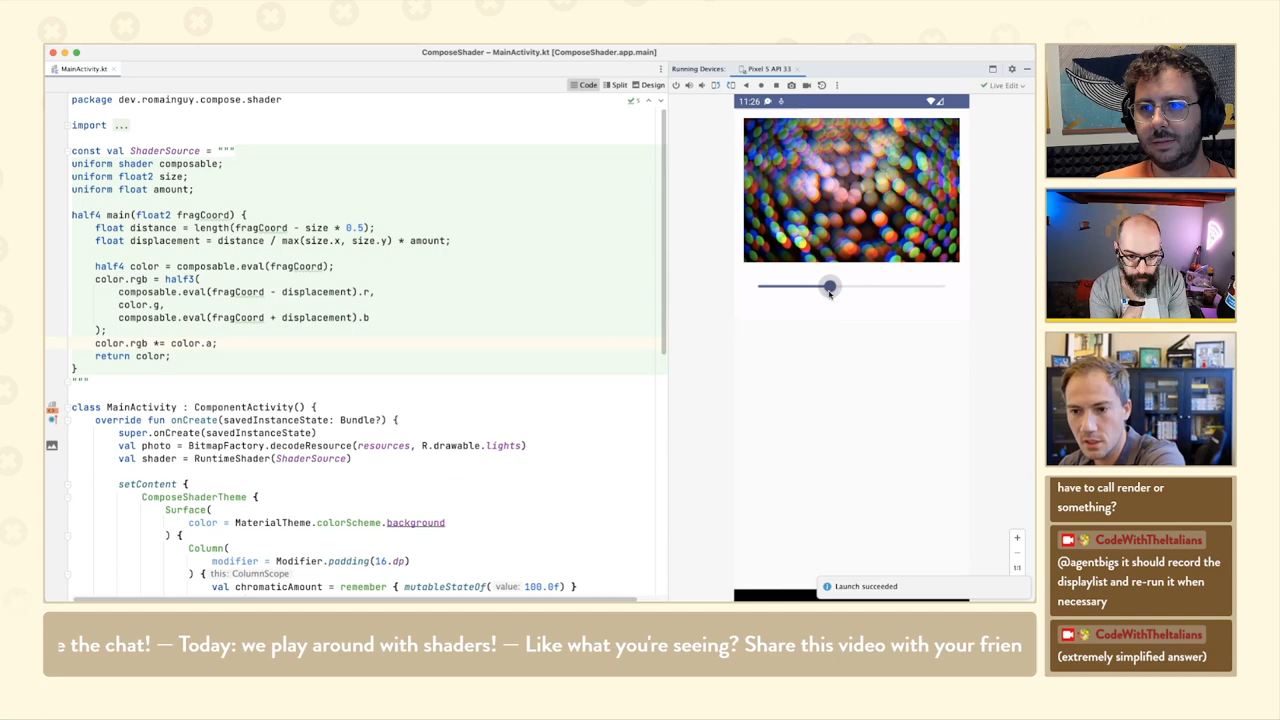 ComposeShader – MainActivity.kt [ComposeShader.app.main]
MainActivity.kt
Running Devices:
Pixel 5 API 33
Code
Split
Design
Live Edit
package dev.romainguy.compose.shader
5
11:26
import ...
const val ShaderSource = """
uniform shader composable;
uniform float2 size;
uniform float amount;
half4 main(float2 fragCoord) {
float distance = length(fragCoord - size * 0.5);
float displacement = distance / max(size.x, size.y) * amount;
half4 color = composable.eval(fragCoord);
color.rgb = half3(
composable.eval(fragCoord - displacement).r,
color.g,
composable.eval(fragCoord + displacement).b
);
color.rgb *= color.a;
return color;
}
"""
class MainActivity : ComponentActivity() {
override fun onCreate(savedInstanceState: Bundle?) {
super.onCreate(savedInstanceState)
val photo = BitmapFactory.decodeResource(resources, R.drawable.lights)
val shader = RuntimeShader(ShaderSource)
setContent {
ComposeShaderTheme {
Surface(
color = MaterialTheme.colorScheme.background
) {
Column(
modifier = Modifier.padding(16.dp)
) { this: ColumnScope
val chromaticAmount = remember { mutableStateOf( value: 100.0f) }
1:1
Launch succeeded
have to call render or
something?
CodeWithTheItalians
@agentbigs it should record the
displaylist and re-run it when
necessary
CodeWithTheItalians
(extremely simplified answer)
e the chat! — Today: we play around with shaders! — Like what you're seeing? Share this video with your frien